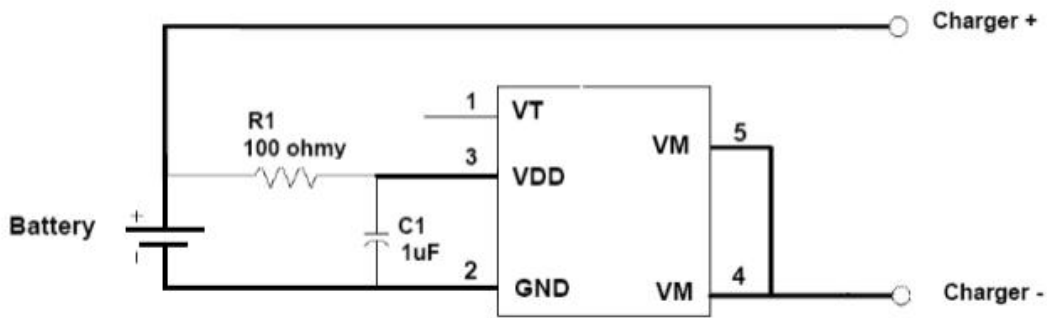 Charger +
1
VT
R1
100 ohmy
3
VDD
VM
5
+
Battery
C1
1uF
2
GND
VM
4
Charger -